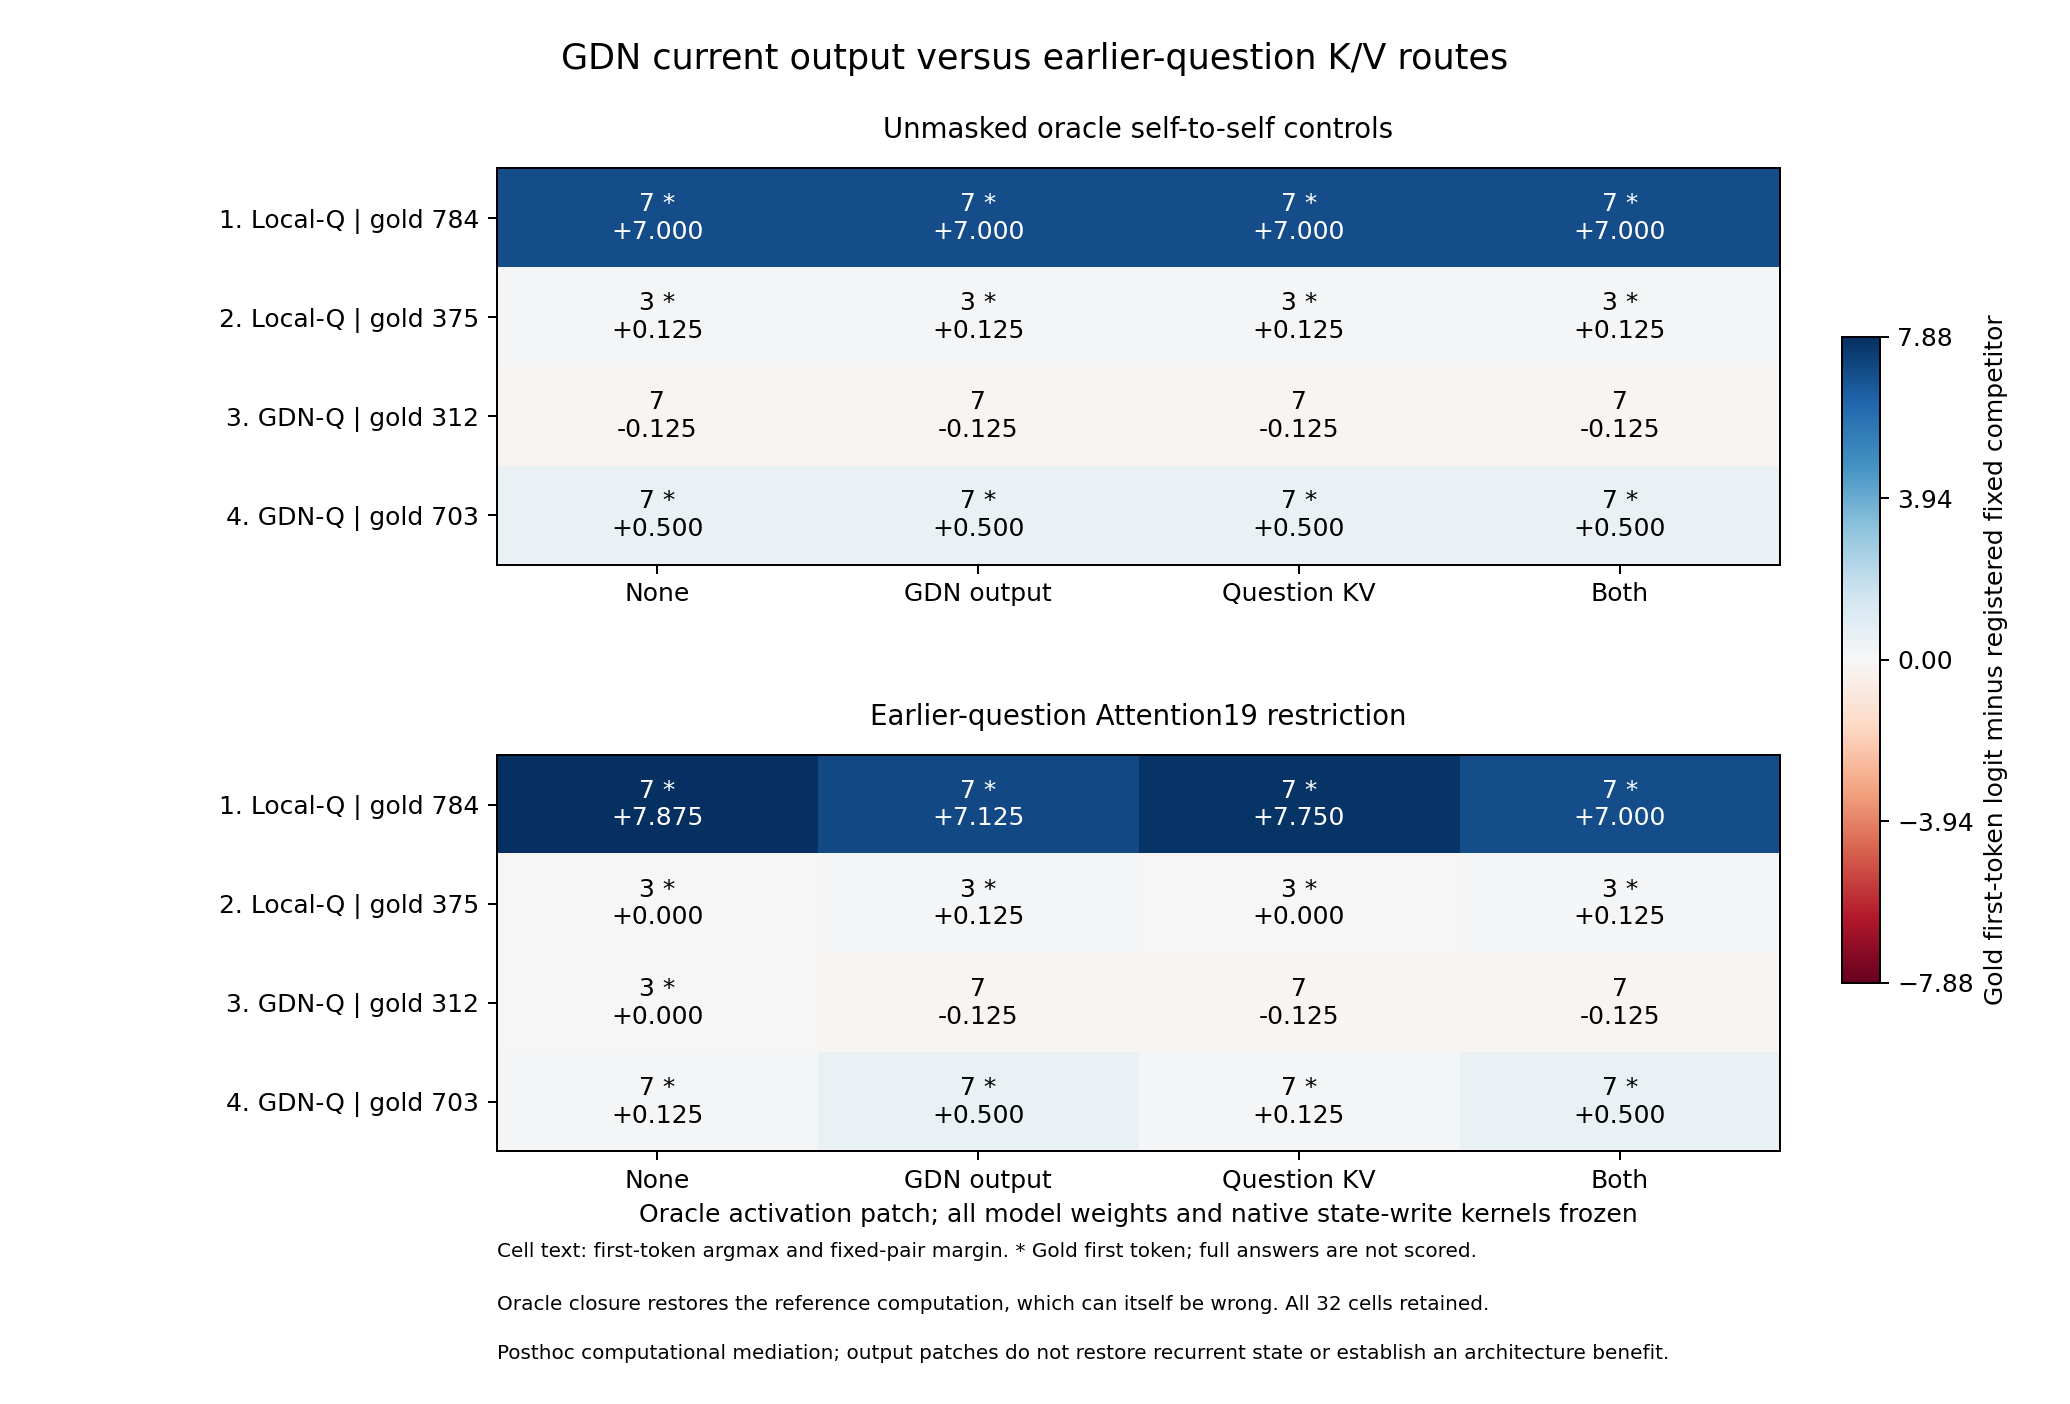 GDN current output versus earlier-question K/V routes
Unmasked oracle self-to-self controls
1. Local-Q | gold 784
7 *
+7.000
7 *
+7.000
7 *
+7.000
7 *
+7.000
2. Local-Q | gold 375
3 *
+0.125
3 *
+0.125
3 *
+0.125
3 *
+0.125
3. GDN-Q | gold 312
7
-0.125
7
-0.125
7
-0.125
7
-0.125
4. GDN-Q | gold 703
7 *
+0.500
7 *
+0.500
7 *
+0.500
7 *
+0.500
None
GDN output
Question KV
Both
Earlier-question Attention19 restriction
1. Local-Q | gold 784
7 *
+7.875
7 *
+7.125
7 *
+7.750
7 *
+7.000
2. Local-Q | gold 375
3 *
+0.000
3 *
+0.125
3 *
+0.000
3 *
+0.125
3. GDN-Q | gold 312
3 *
+0.000
7
-0.125
7
-0.125
7
-0.125
4. GDN-Q | gold 703
7 *
+0.125
7 *
+0.500
7 *
+0.125
7 *
+0.500
None
GDN output
Question KV
Both
Oracle activation patch; all model weights and native state-write kernels frozen
7.88
3.94
0.00
−3.94
−7.88
Gold first-token logit minus registered fixed competitor
Cell text: first-token argmax and fixed-pair margin. * Gold first token; full answers are not scored.
Oracle closure restores the reference computation, which can itself be wrong. All 32 cells retained.
Posthoc computational mediation; output patches do not restore recurrent state or establish an architecture benefit.